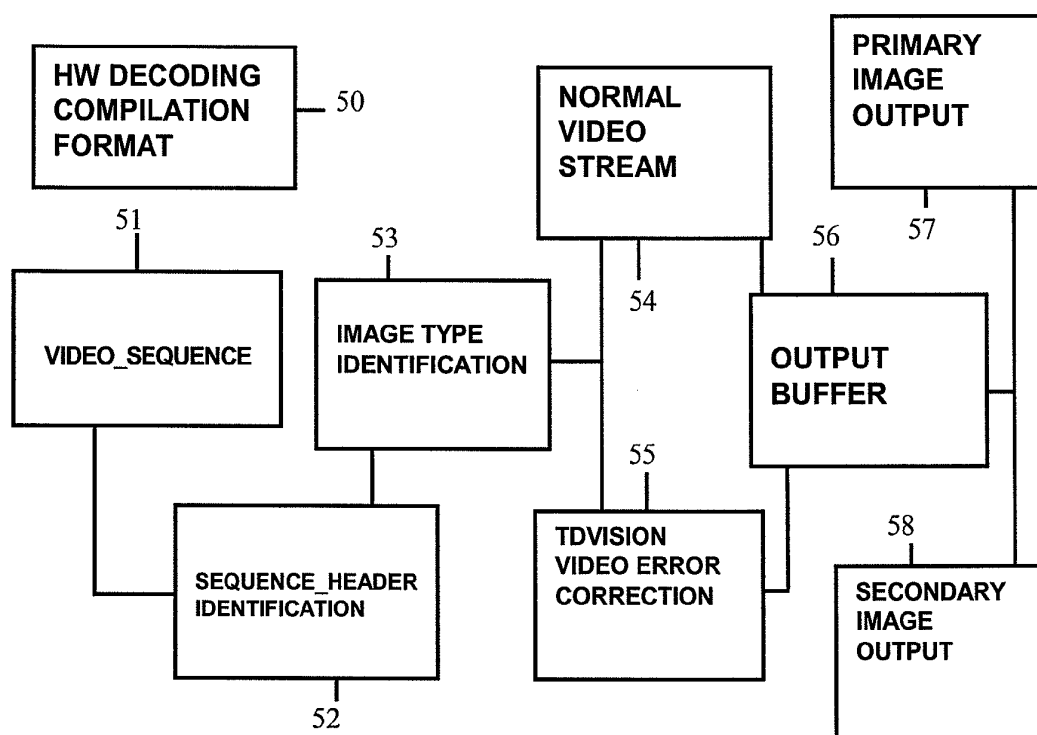 HW DECODING
COMPILATION
FORMAT
50
51
VIDEO_SEQUENCE
SEQUENCE_HEADER
IDENTIFICATION
52
53
IMAGE TYPE
IDENTIFICATION
NORMAL
VIDEO
STREAM
54
55
TDVISION
VIDEO ERROR
CORRECTION
56
OUTPUT
BUFFER
PRIMARY
IMAGE
OUTPUT
57
58
SECONDARY
IMAGE
OUTPUT